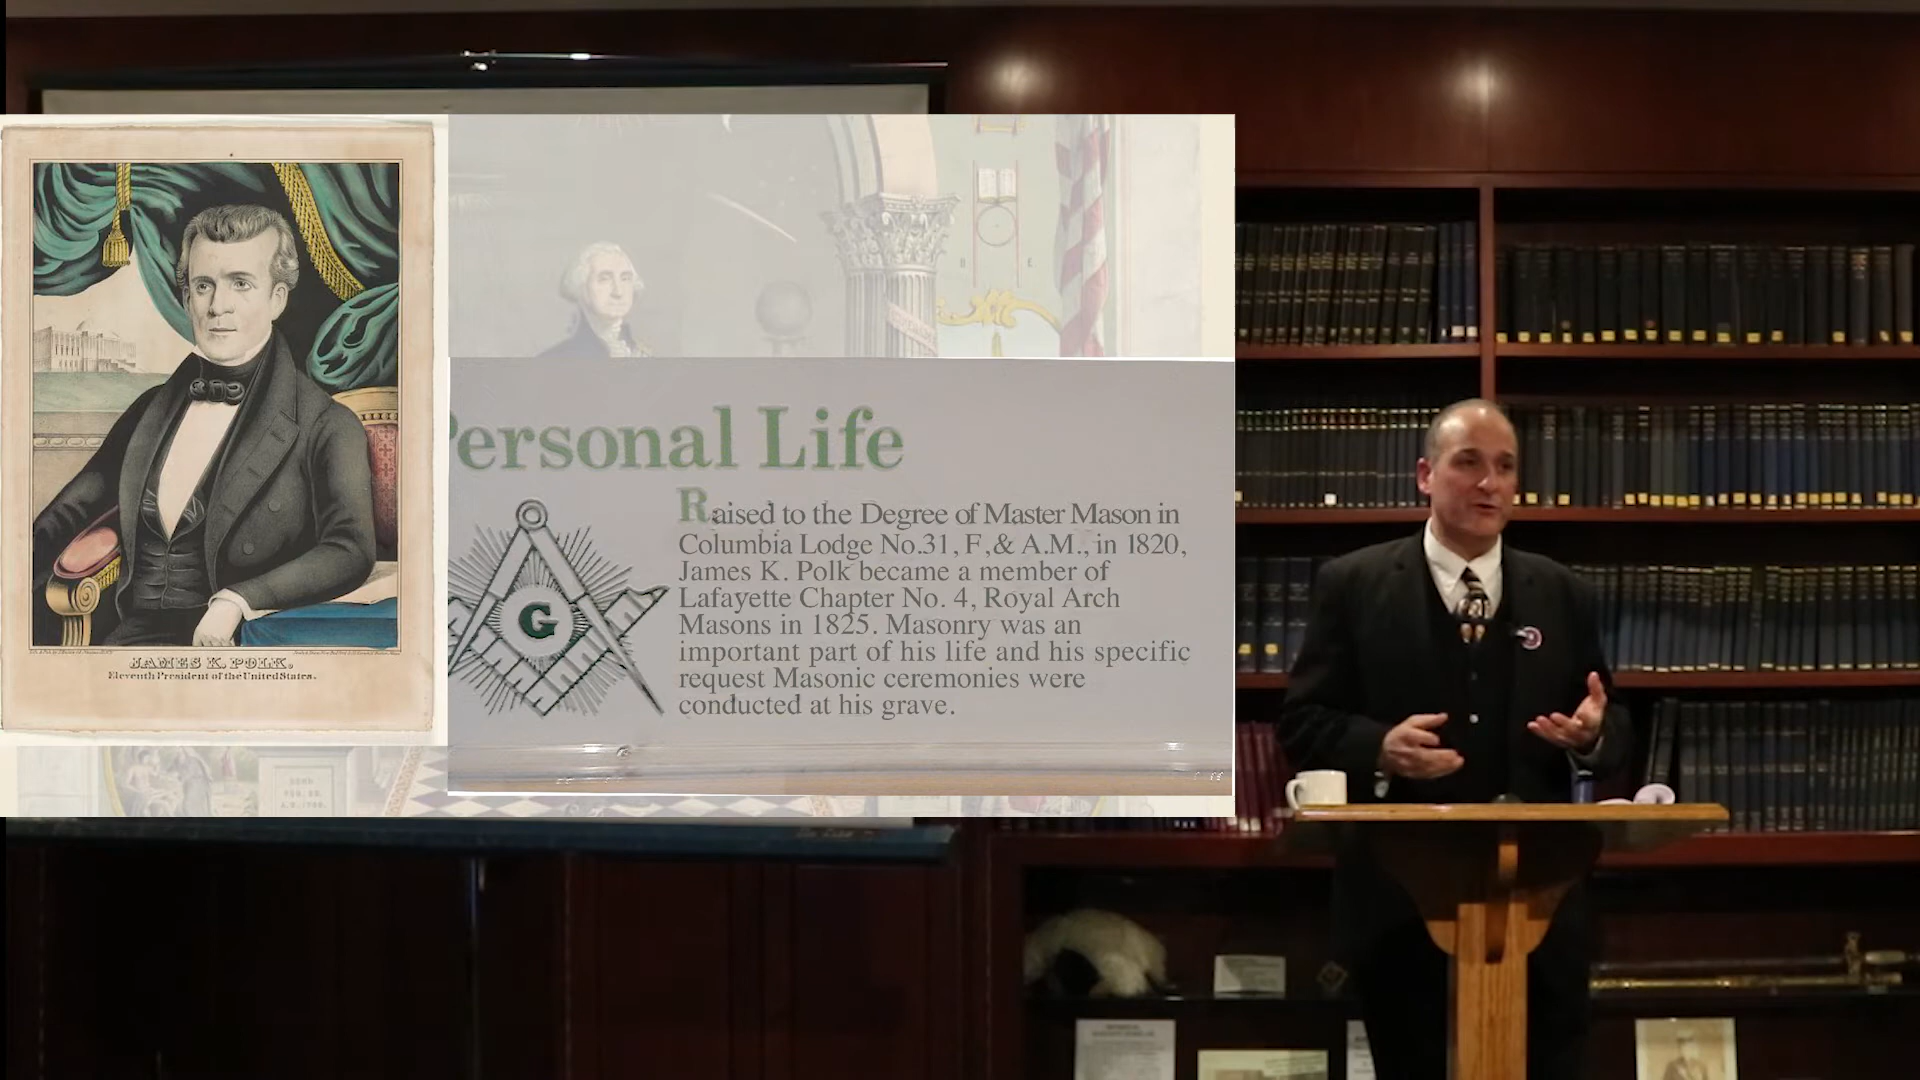 JAMES K. POLK.
Eleventh President of the United States.
Personal Life
Raised to the Degree of Master Mason in
Columbia Lodge No.31, F,& A.M., in 1820,
James K. Polk became a member of
Lafayette Chapter No. 4, Royal Arch
Masons in 1825. Masonry was an
important part of his life and his specific
request Masonic ceremonies were
conducted at his grave.
G